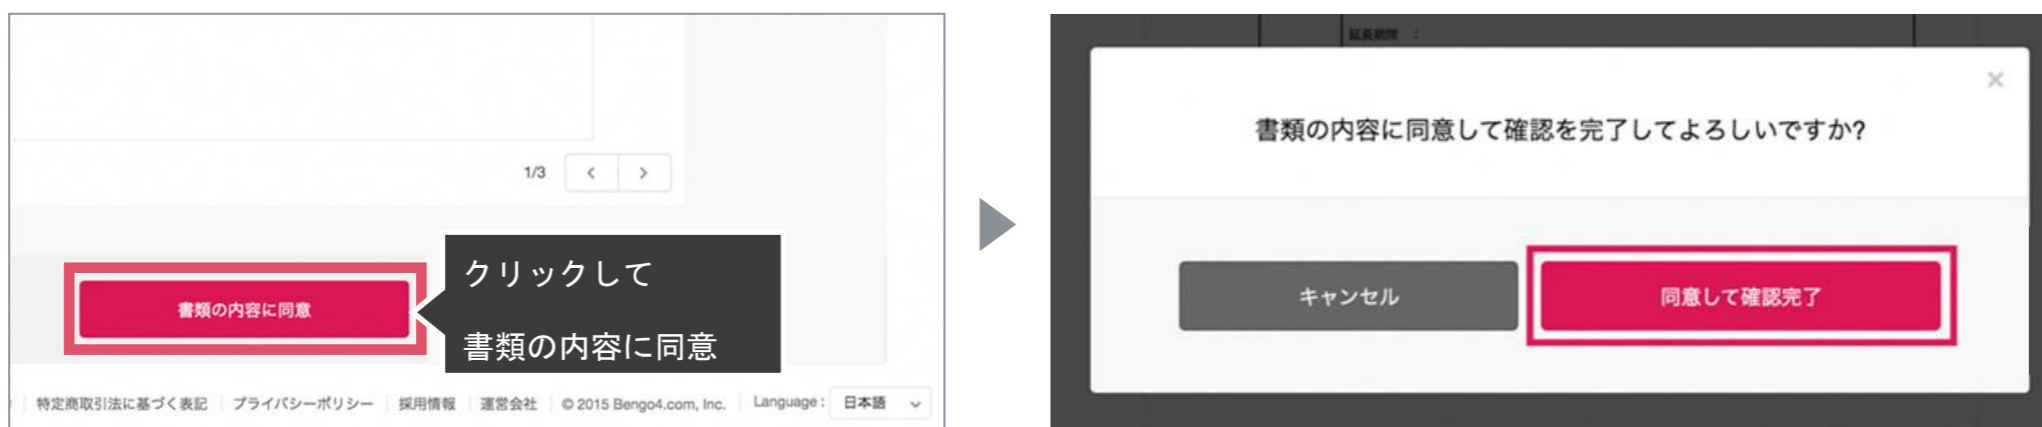 1/3
書類の内容に同意
クリックして
書類の内容に同意
特定商取引法に基づく表記 プライバシーポリシー 採用情報 運営会社 © 2015 Bengo4.com, Inc. Language : 日本語
延長期間 :
書類の内容に同意して確認を完了してよろしいですか?
キャンセル
同意して確認完了